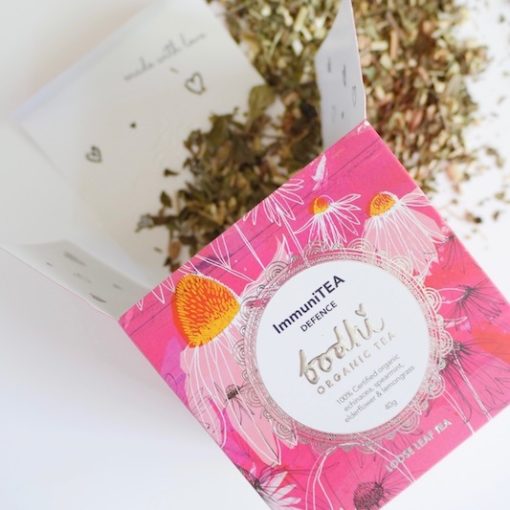 made with love
ImmuniTEA
DEFENCE
bodhi
ORGANIC TEA
100% Certified organic
echinacea, spearmint,
elderflower & lemongrass
40g
LOOSE LEAF TEA